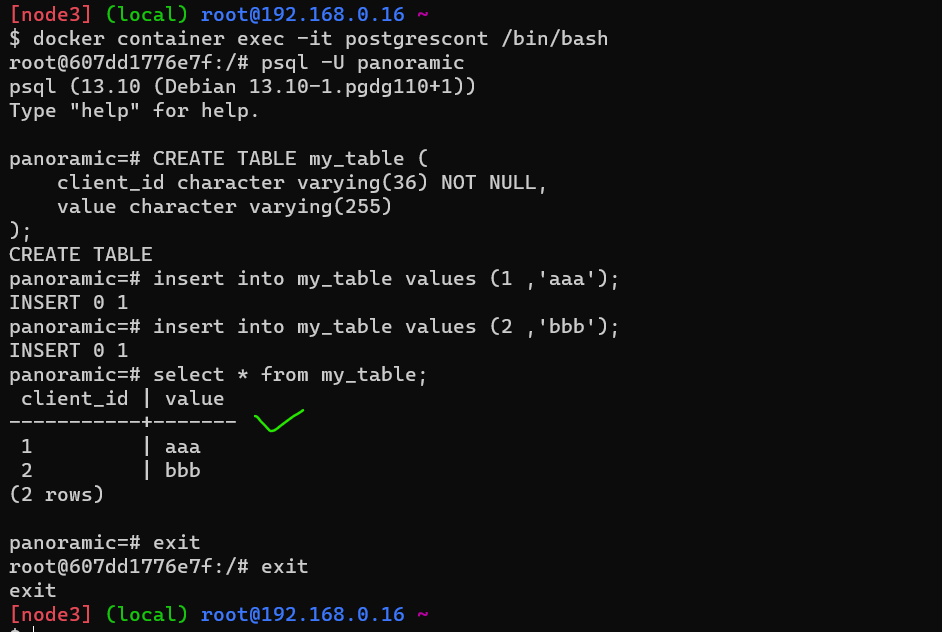 [node3] (local) root@192.168.0.16 ~
$ docker container exec -it postgrescont /bin/bash
root@607dd1776e7f:/# psql -U panoramic
psql (13.10 (Debian 13.10-1.pgdg110+1))
Type "help" for help.
panoramic=# CREATE TABLE my_table (
    client_id character varying(36) NOT NULL,
    value character varying(255)
);
CREATE TABLE
panoramic=# insert into my_table values (1 ,'aaa');
INSERT 0 1
panoramic=# insert into my_table values (2 ,'bbb');
INSERT 0 1
panoramic=# select * from my_table;
 client_id | value
-----------+-------
 1         | aaa
 2         | bbb
(2 rows)
panoramic=# exit
root@607dd1776e7f:/# exit
exit
[node3] (local) root@192.168.0.16 ~
$